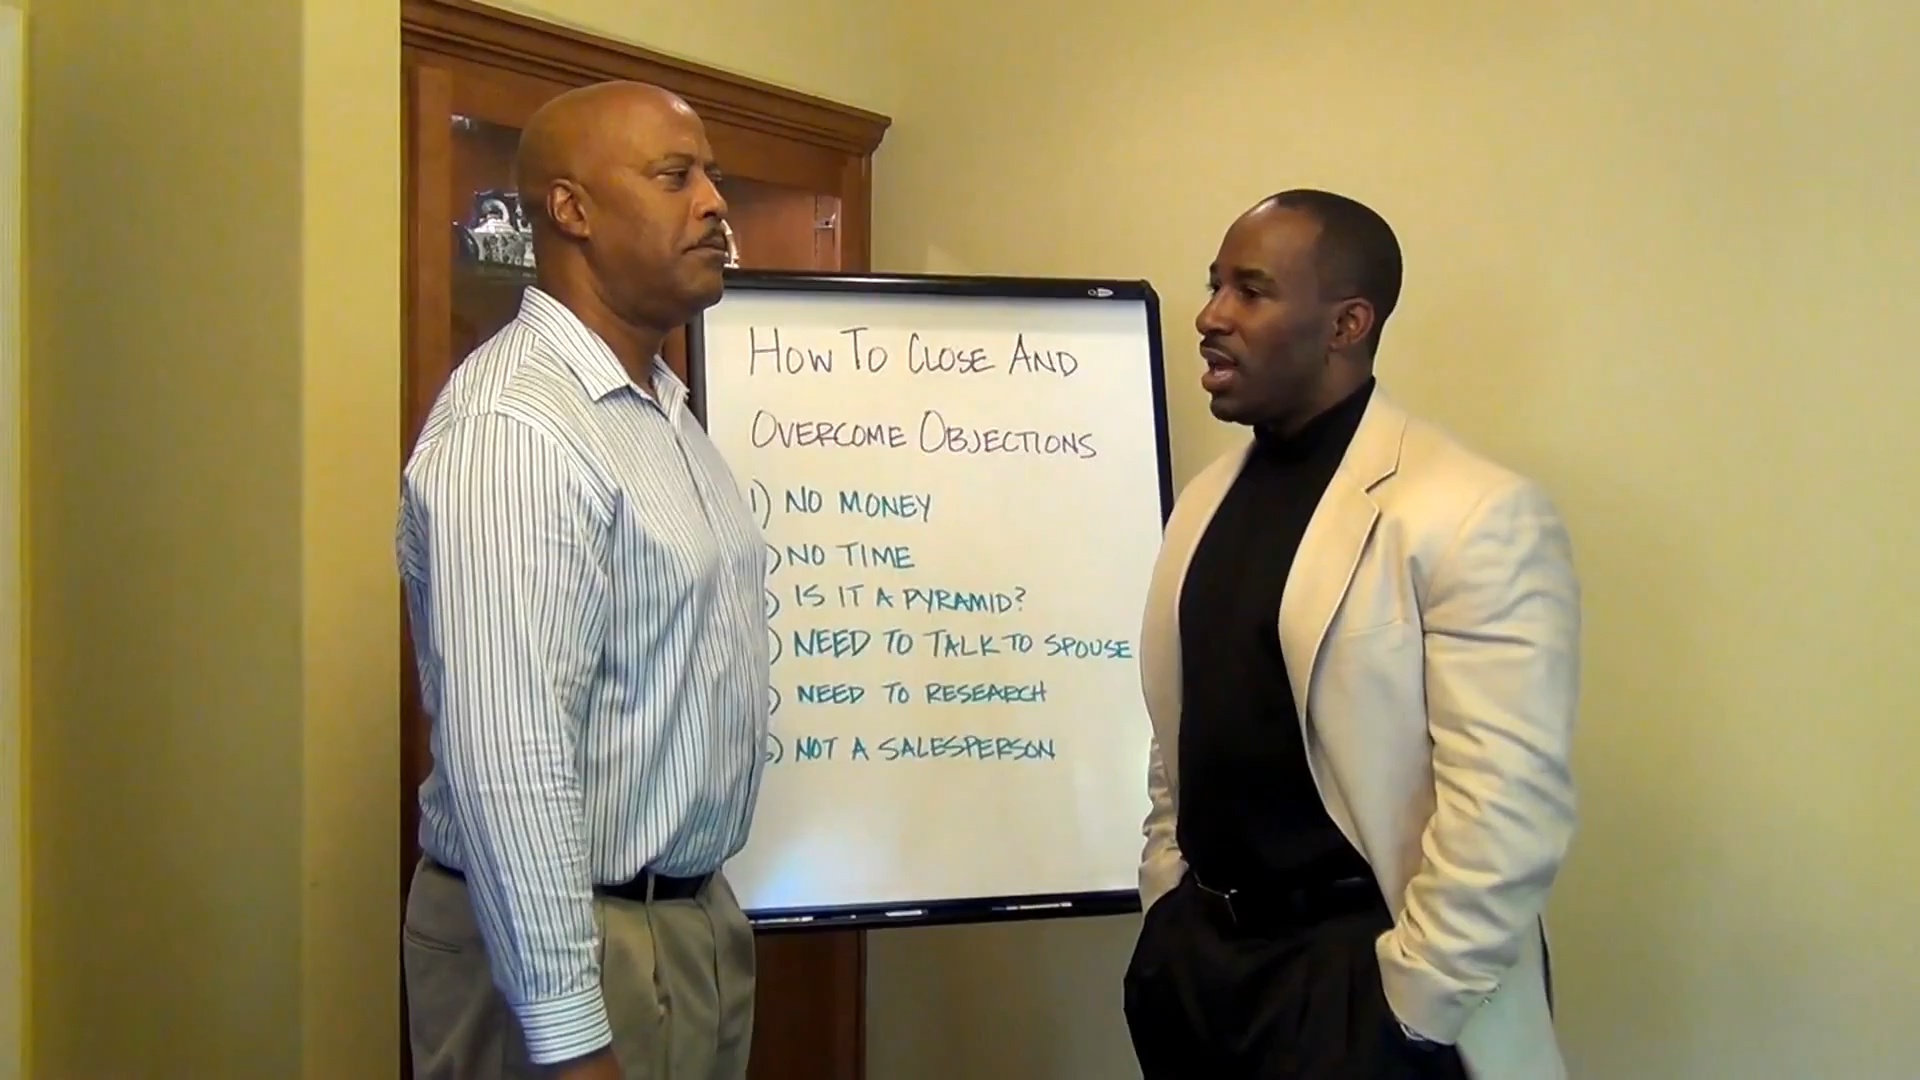 How To Close And
Overcome Objections
1) NO MONEY
) NO TIME
) IS IT A PYRAMID?
) NEED TO TALK TO SPOUSE
) NEED TO RESEARCH
) NOT A SALESPERSON